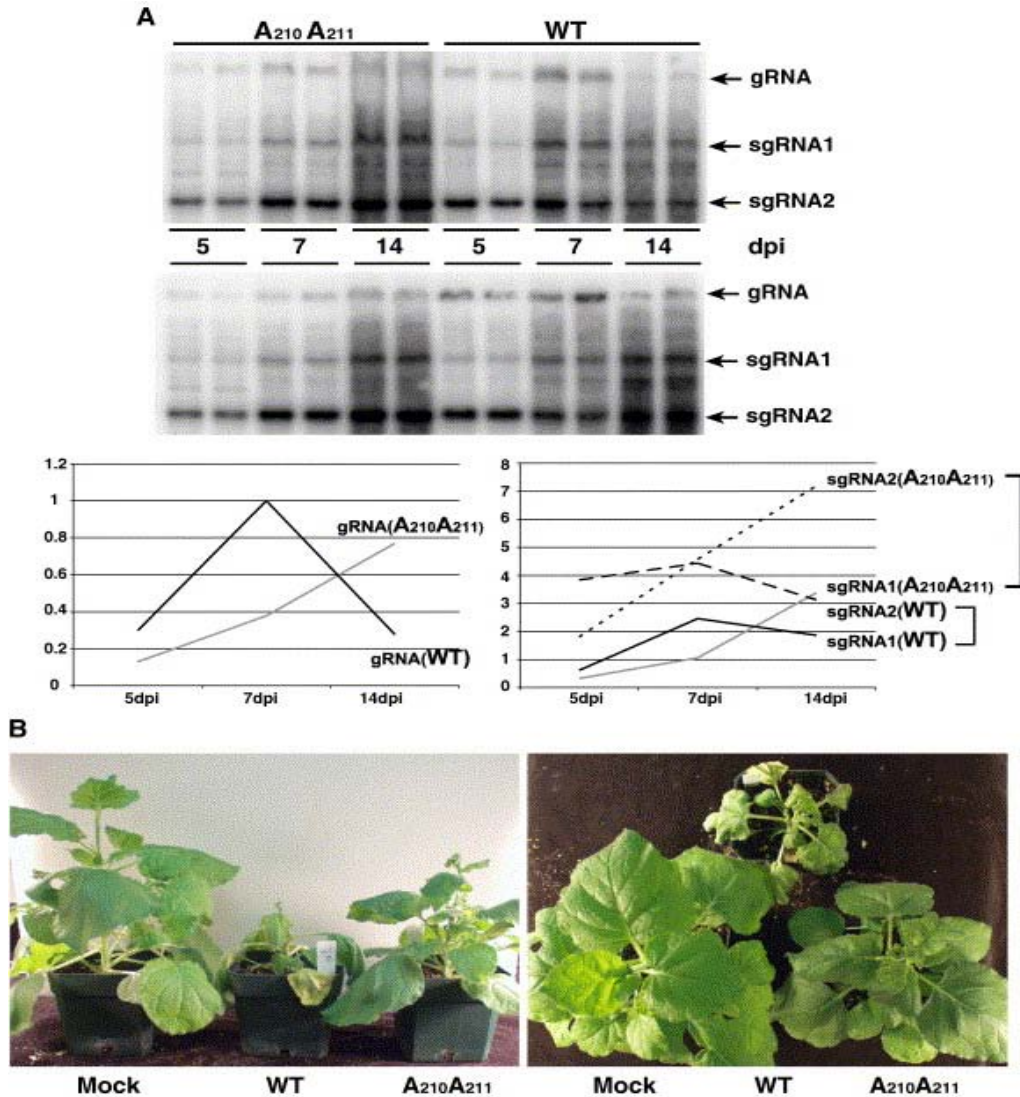 A
A210 A211 WT
gRNA
sgRNA1
sgRNA2
5 7 14 5 7 14 dpi
gRNA
sgRNA1
sgRNA2
1.2
1
0.8
0.6
0.4
0.2
0
gRNA(A210A211)
gRNA(WT)
5dpi 7dpi 14dpi
8
7
6
5
4
3
2
1
0
sgRNA2(A210A211)
sgRNA1(A210A211)
sgRNA2(WT)
sgRNA1(WT)
5dpi 7dpi 14dpi
B
Mock WT A210A211
Mock WT A210A211